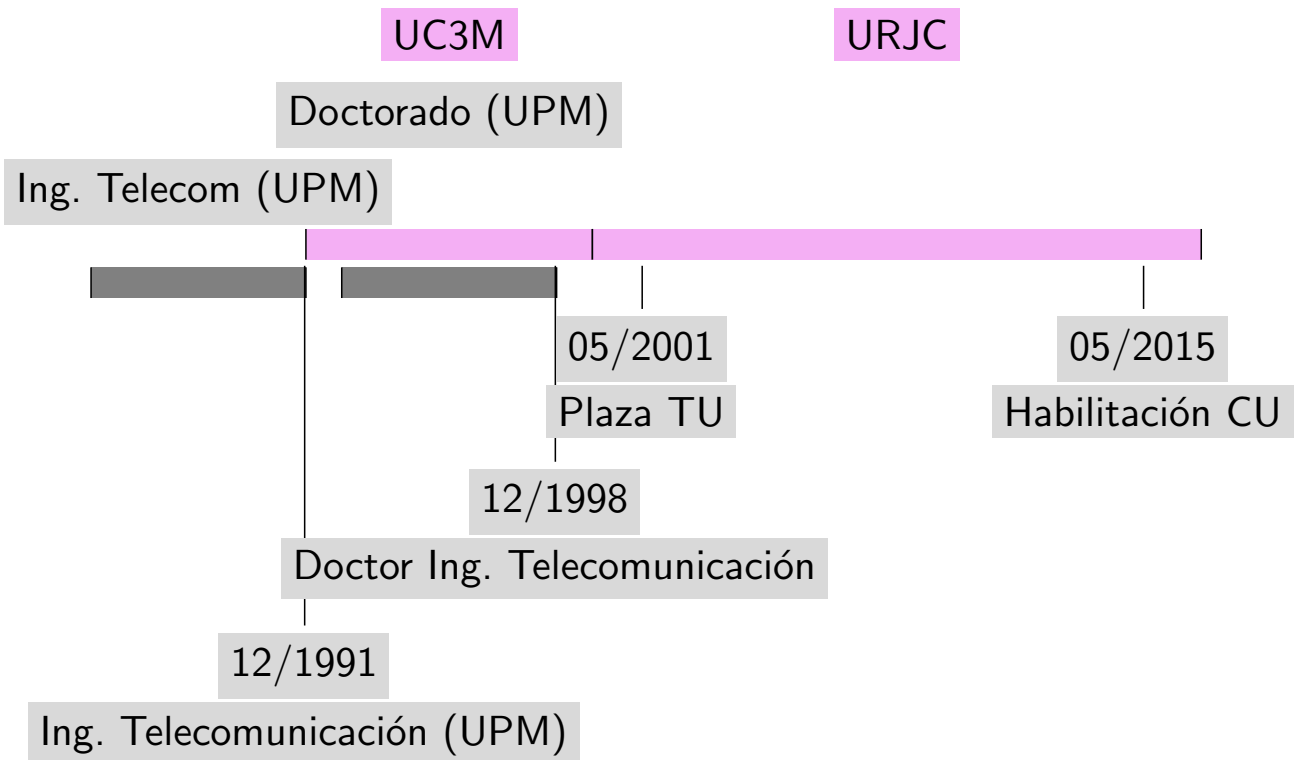 UC3M
URJC
Doctorado (UPM)
Ing. Telecom (UPM)
05/2001
05/2015
Plaza TU
Habilitación CU
12/1998
Doctor Ing. Telecomunicación
12/1991
Ing. Telecomunicación (UPM)